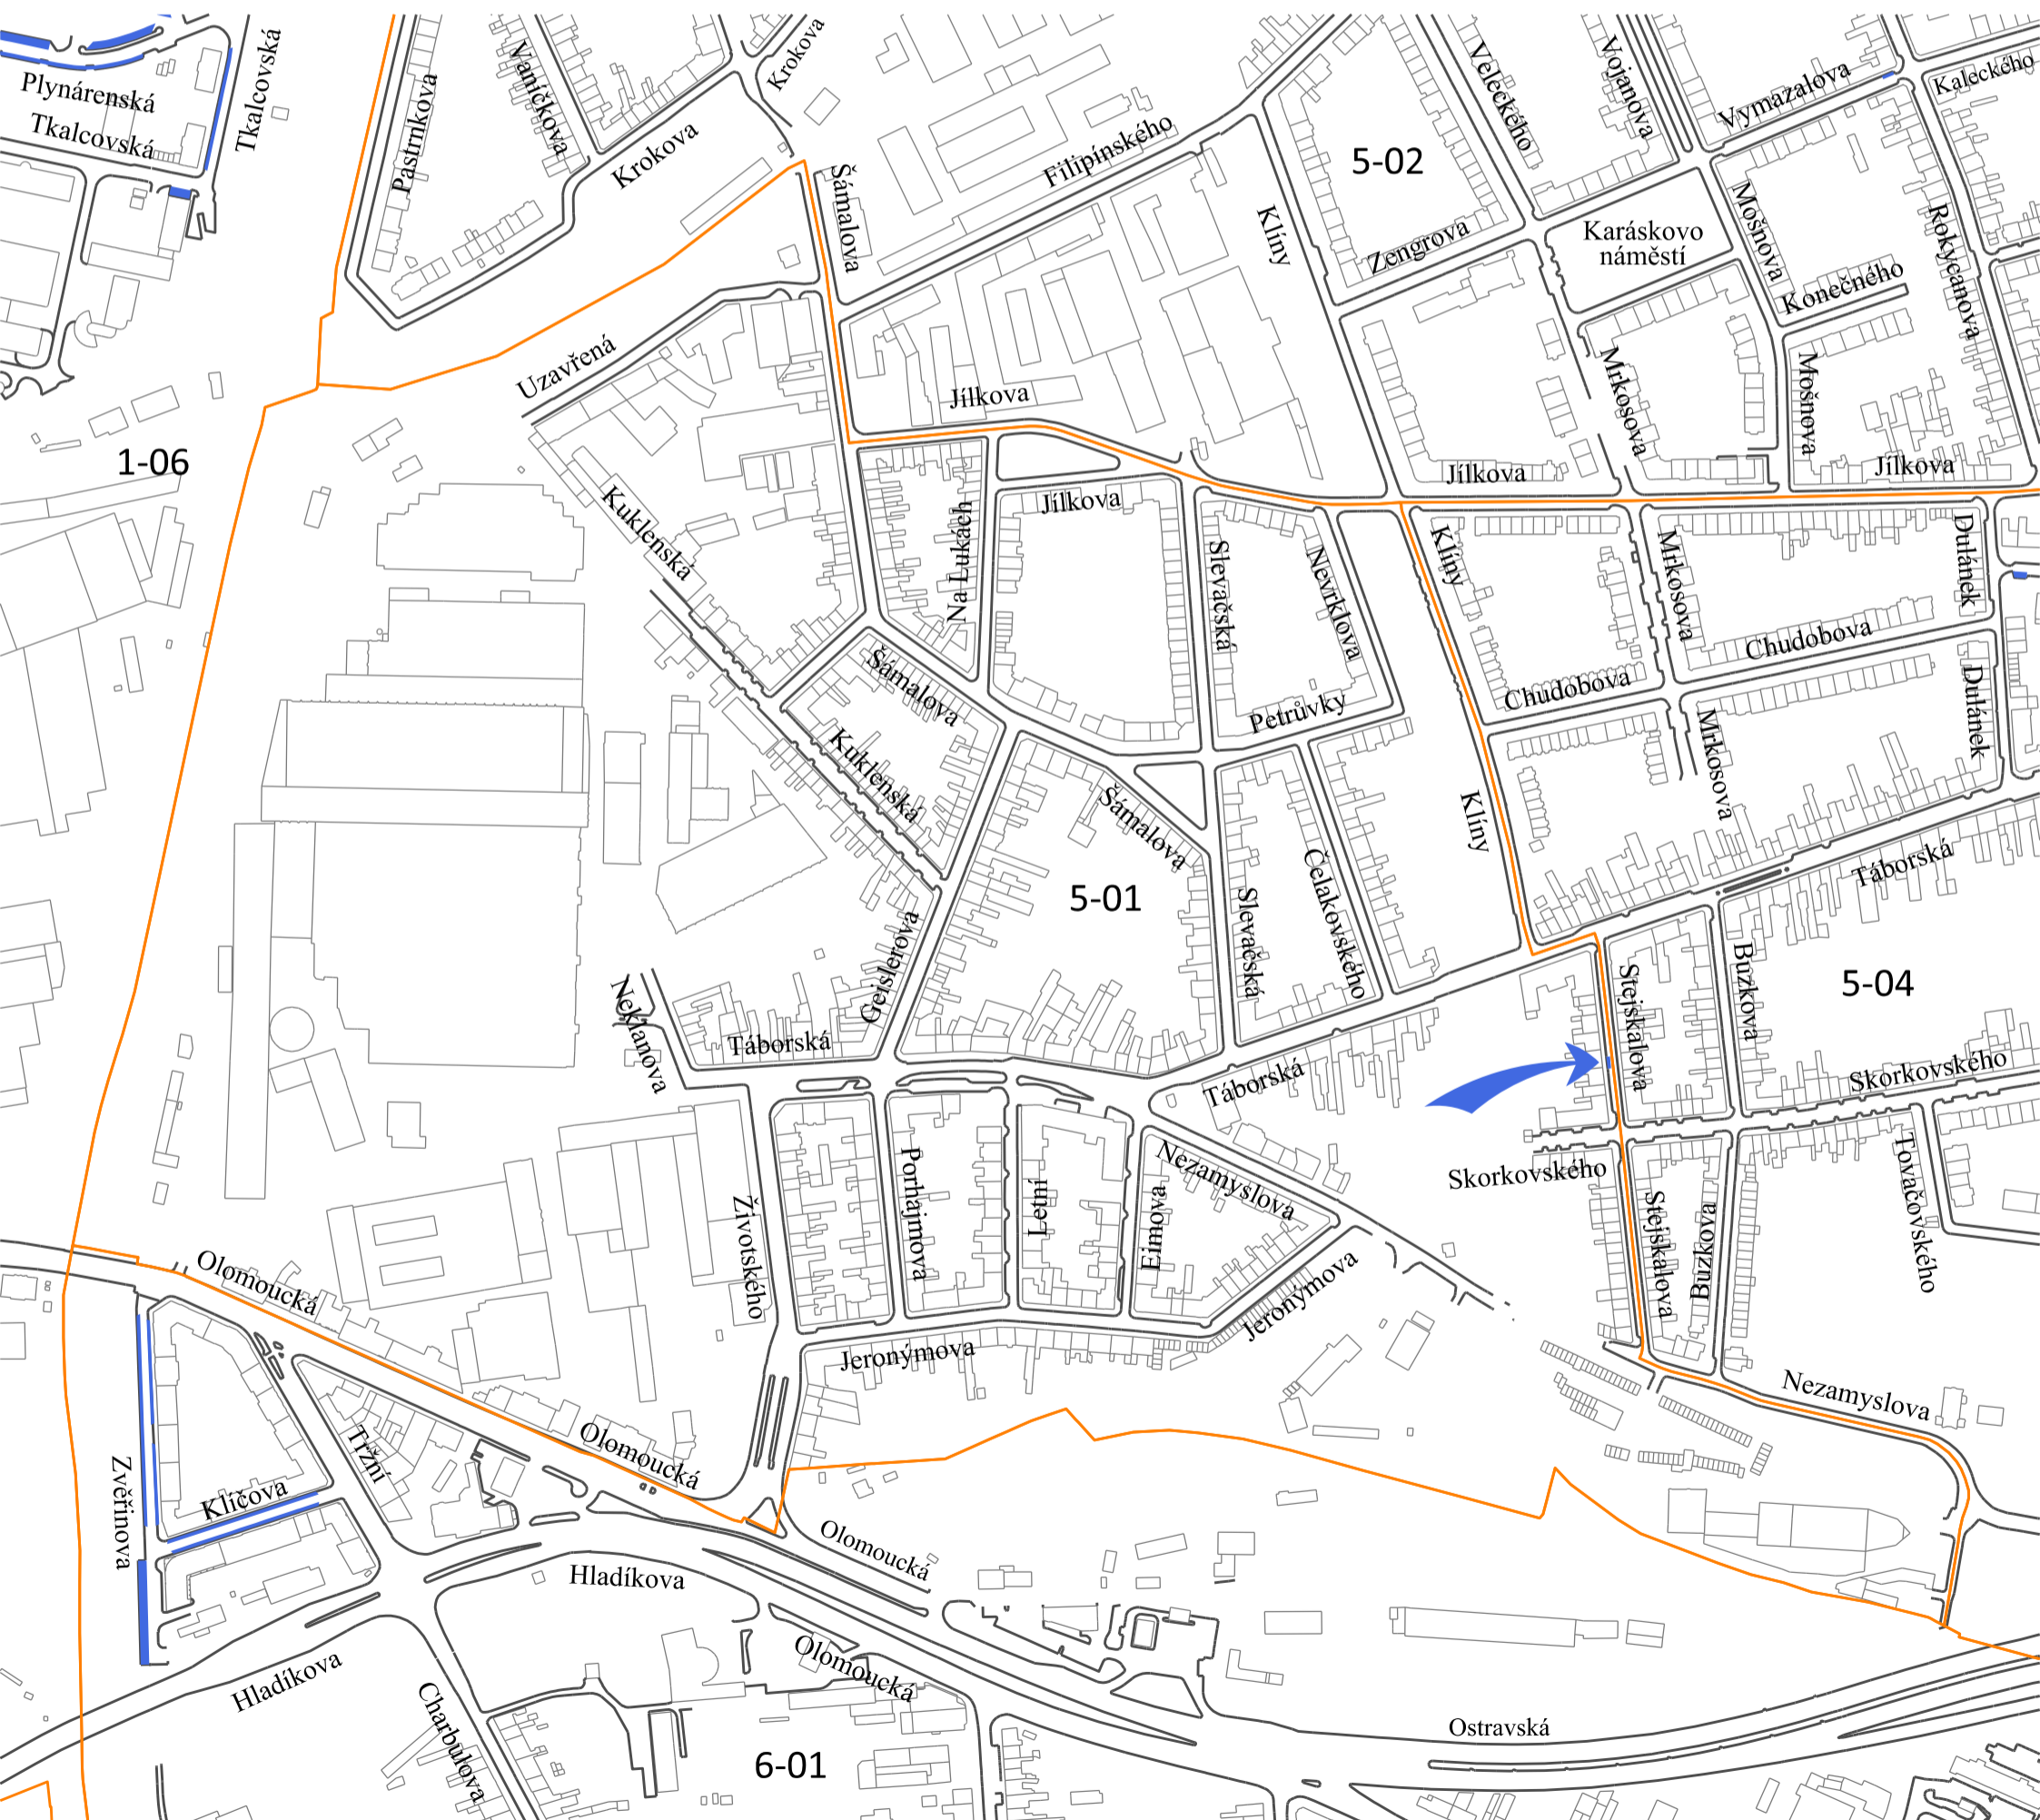 Plynárenská
Tkalcovská
Tkalcovská
Pastrnkova
Vaníčkova
Krokova
Krokova
Šámalova
Filipínského
Klíny
5-02
Veleckého
Vojanova
Vymazalova
Kaleckého
Zengrova
Karáskovo
náměstí
Mošnova
Konečného
Rokycanova
Uzavřená
Jílkova
Mrkosova
Mošnova
1-06
Jílkova
Jílkova
Kuklenská
Na Lukách
Jílkova
Slevačská
Nevrklova
Klíny
Mrkosova
Dulánek
Chudobova
Chudobova
Dulánek
Šámalova
Petrůvky
Mrkosova
Kuklenská
Šámalova
Klíny
Táborská
5-01
Čelakovského
Slevačská
Geislerova
Neklanova
Táborská
Stejskalova
Buzkova
5-04
Táborská
Skorkovského
Životského
Porhajmova
Letní
Eimova
Nezamyslova
Skorkovského
Stejskalova
Buzkova
Tovačovského
Olomoucká
Jeronýmova
Jeronýmova
Nezamyslova
Tržní
Olomoucká
Klíčova
Zvěřinova
Olomoucká
Hladíkova
Hladíkova
Olomoucká
Charbulova
Ostravská
6-01